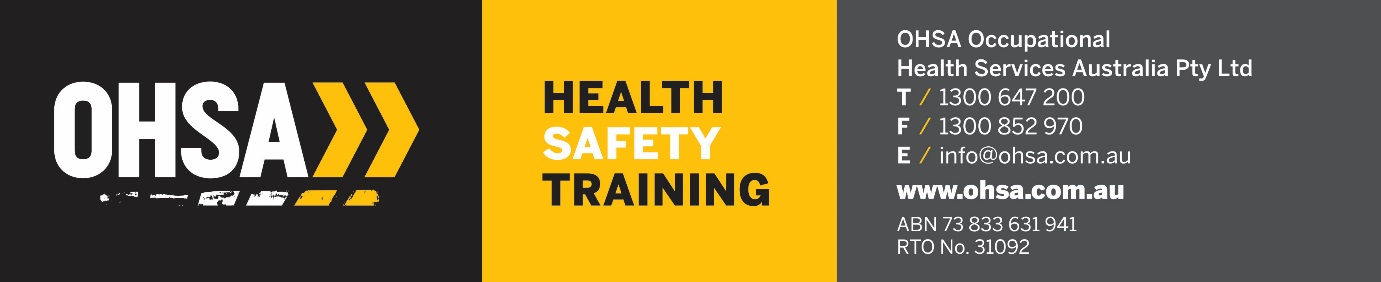 OHSA
HEALTH
SAFETY
TRAINING
OHSA Occupational
Health Services Australia Pty Ltd
T / 1300 647 200
F / 1300 852 970
E / info@ohsa.com.au
www.ohsa.com.au
ABN 73 833 631 941
RTO No. 31092